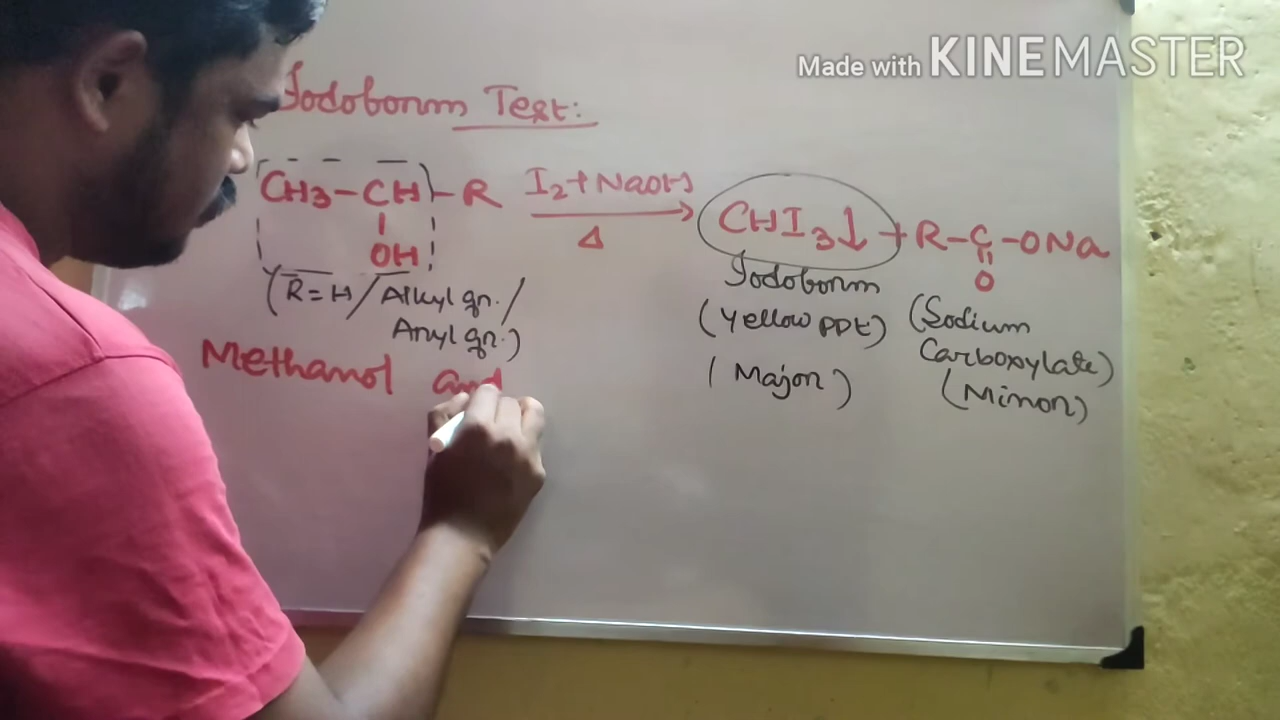 Made with KINEMASTER
Iodoform Test:
CH3-CH-R I2+NaOH CHI3↓ + R-C-ONa
OH Δ O
(R=H/Alkyl gr./ Iodoform (Sodium
Aryl gr.) (Yellow PPt) Carboxylate)
Methanol and (Major) (Minor)